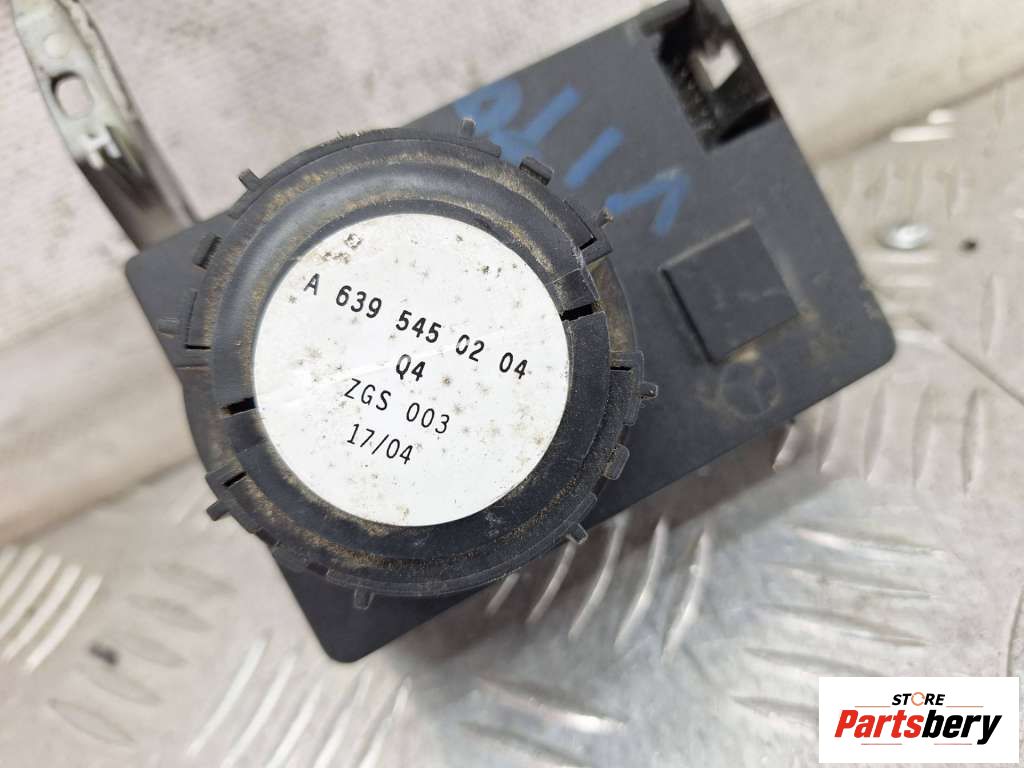 A 639 545 02 04
Q4
ZGS 003
17/04
VITO
STORE
Partsbery